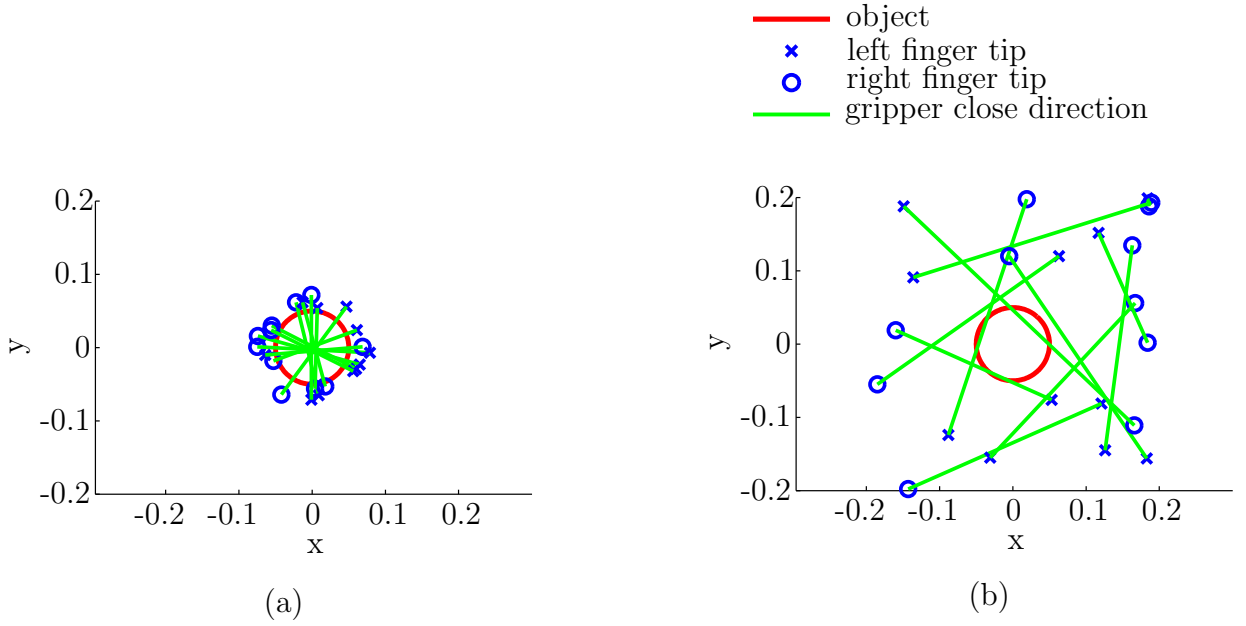 object
left finger tip
right finger tip
gripper close direction
0.2
0.1
0
-0.1
-0.2
y
-0.2 -0.1 0 0.1 0.2
x
(a)
0.2
0.1
0
-0.1
-0.2
y
-0.2 -0.1 0 0.1 0.2
x
(b)